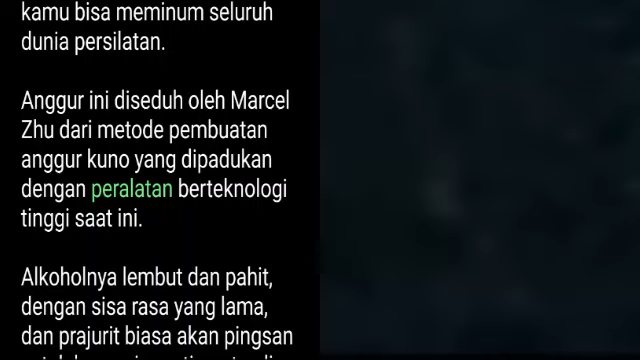 kamu bisa meminum seluruh
dunia persilatan.
Anggur ini diseduh oleh Marcel
Zhu dari metode pembuatan
anggur kuno yang dipadukan
dengan peralatan berteknologi
tinggi saat ini.
Alkoholnya lembut dan pahit,
dengan sisa rasa yang lama,
dan prajurit biasa akan pingsan